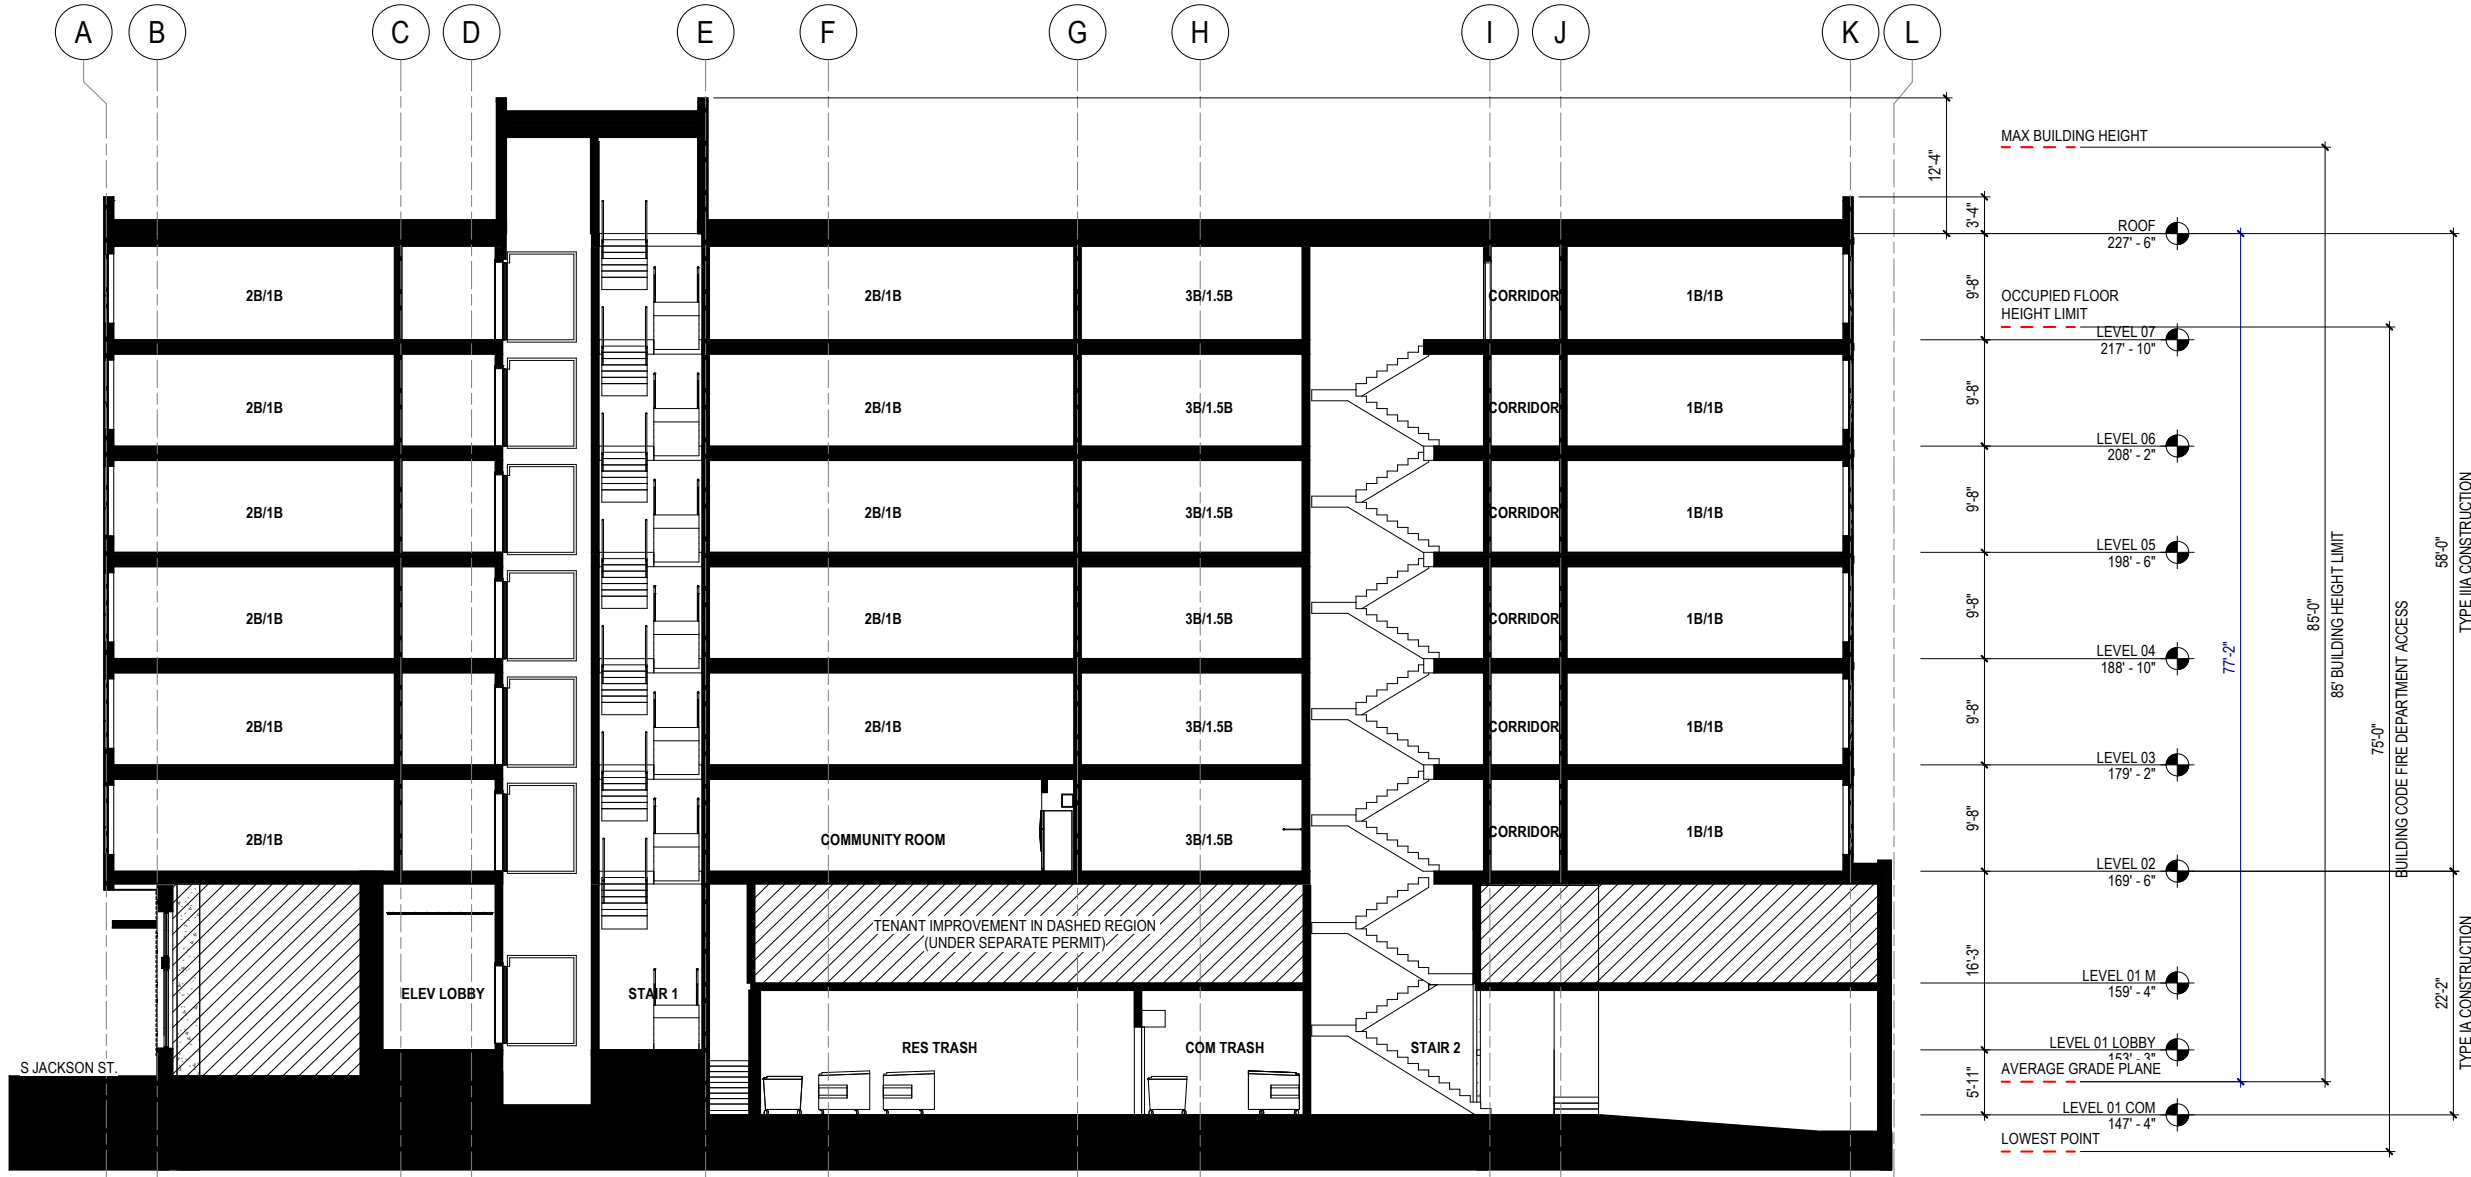 A
B
C
D
E
F
G
H
I
J
K
L
12'-4"
MAX BUILDING HEIGHT
3'-4"
ROOF
227' - 6"
2B/1B
2B/1B
3B/1.5B
CORRIDOR
1B/1B
9'-8"
OCCUPIED FLOOR
HEIGHT LIMIT
LEVEL 07
217' - 10"
2B/1B
2B/1B
3B/1.5B
CORRIDOR
1B/1B
9'-8"
LEVEL 06
208' - 2"
2B/1B
2B/1B
3B/1.5B
CORRIDOR
1B/1B
9'-8"
LEVEL 05
198' - 6"
2B/1B
2B/1B
3B/1.5B
CORRIDOR
1B/1B
9'-8"
LEVEL 04
188' - 10"
2B/1B
2B/1B
3B/1.5B
CORRIDOR
1B/1B
9'-8"
LEVEL 03
179' - 2"
2B/1B
COMMUNITY ROOM
3B/1.5B
CORRIDOR
1B/1B
9'-8"
LEVEL 02
169' - 6"
TENANT IMPROVEMENT IN DASHED REGION
(UNDER SEPARATE PERMIT)
16'-3"
LEVEL 01 M
159' - 4"
ELEV LOBBY
STAIR 1
RES TRASH
COM TRASH
STAIR 2
LEVEL 01 LOBBY
153' - 3"
S JACKSON ST.
AVERAGE GRADE PLANE
5'-11"
LEVEL 01 COM
147' - 4"
LOWEST POINT
77'-2"
85'-0"
85' BUILDING HEIGHT LIMIT
75'-0"
BUILDING CODE FIRE DEPARTMENT ACCESS
58'-0"
TYPE IIIA CONSTRUCTION
22'-2"
TYPE IA CONSTRUCTION